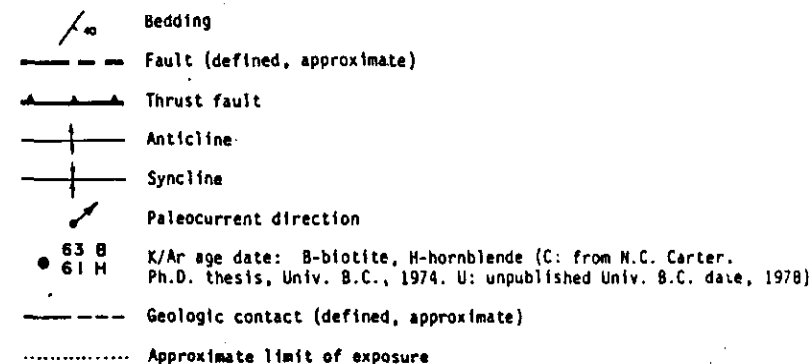 40 Bedding
Fault (defined, approximate)
Thrust fault
Anticline
Syncline
Paleocurrent direction
63 B
61 H
K/Ar age date: B-biotite, H-hornblende (C: from N.C. Carter.
Ph.D. thesis, Univ. B.C., 1974. U: unpublished Univ. B.C. date, 1978)
Geologic contact (defined, approximate)
Approximate limit of exposure